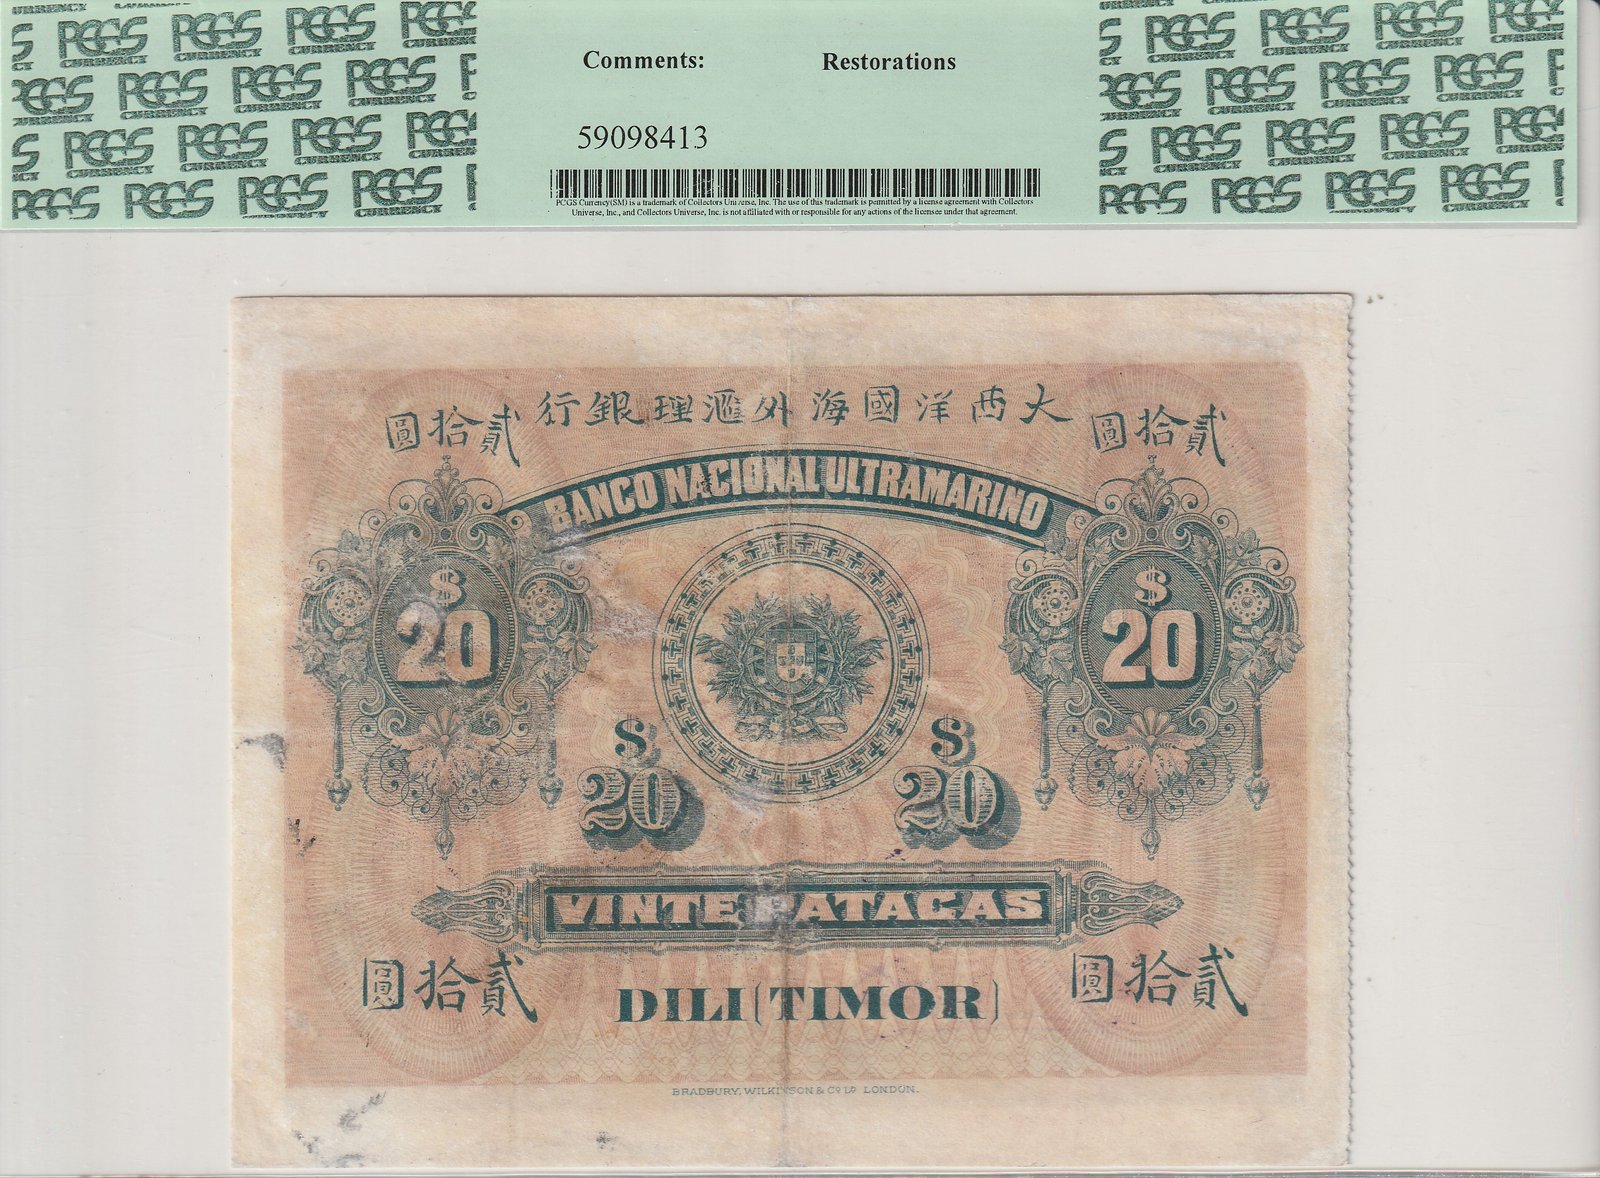 Comments: Restorations
59098413
PCGS Currency(SM) is a trademark of Collectors Universe, Inc. The use of this trademark is permitted by a license agreement with Collectors
Universe, Inc., and Collectors Universe, Inc. is not affiliated with or responsible for any actions of the licensee under that agreement.
PCGS CURRENCY
大西洋國海外滙理銀行
貳拾圓
貳拾圓
BANCO NACIONAL ULTRAMARINO
$
20
$
20
$
20
$
20
VINTE PATACAS
貳拾圓
貳拾圓
DILI (TIMOR)
BRADBURY, WILKINSON & Co Ld LONDON.